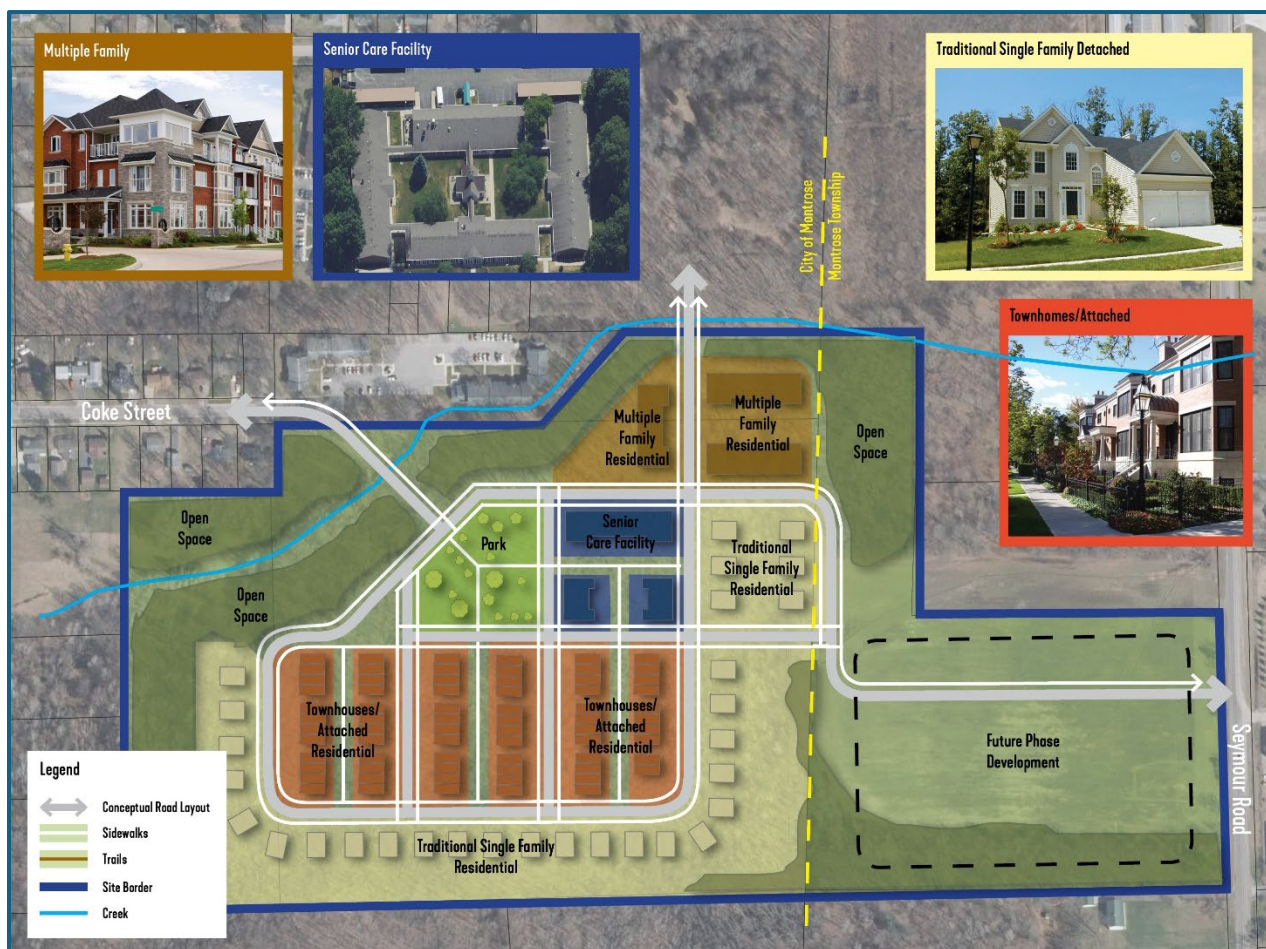 Multiple Family
Senior Care Facility
Traditional Single Family Detached
City of Montrose
Montrose Township
Townhomes/Attached
Coke Street
Multiple
Family
Residential
Multiple
Family
Residential
Open
Space
Open
Space
Park
Senior
Care Facility
Traditional
Single Family
Residential
Open
Space
Townhouses/
Attached
Residential
Townhouses/
Attached
Residential
Future Phase
Development
Seymour Road
Traditional Single Family
Residential
Legend
Conceptual Road Layout
Sidewalks
Trails
Site Border
Creek